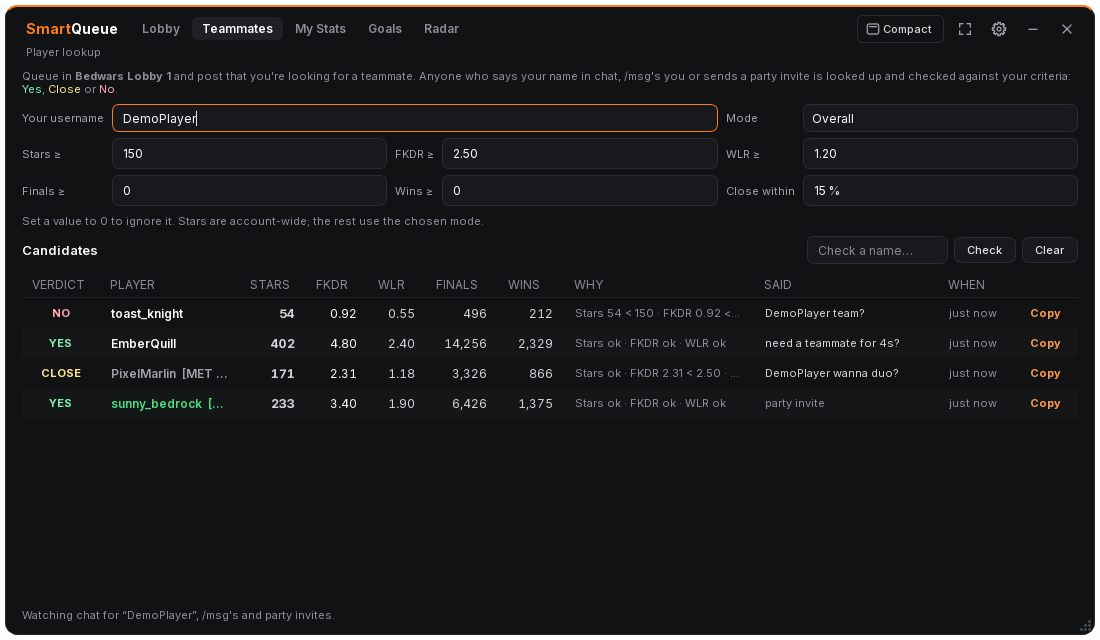 SmartQueue Lobby Teammates My Stats Goals Radar Compact
Player lookup
Queue in Bedwars Lobby 1 and post that you're looking for a teammate. Anyone who says your name in chat, /msg's you or sends a party invite is looked up and checked against your criteria:
Yes, Close or No.
Your username DemoPlayer Mode Overall
Stars ≥ 150 FKDR ≥ 2.50 WLR ≥ 1.20
Finals ≥ 0 Wins ≥ 0 Close within 15 %
Set a value to 0 to ignore it. Stars are account-wide; the rest use the chosen mode.
Candidates Check a name... Check Clear
VERDICT PLAYER STARS FKDR WLR FINALS WINS WHY SAID WHEN
NO toast_knight 54 0.92 0.55 496 212 Stars 54 < 150 · FKDR 0.92 <... DemoPlayer team? just now Copy
YES EmberQuill 402 4.80 2.40 14,256 2,329 Stars ok · FKDR ok · WLR ok need a teammate for 4s? just now Copy
CLOSE PixelMarlin [MET ... 171 2.31 1.18 3,326 866 Stars ok · FKDR 2.31 < 2.50 · ... DemoPlayer wanna duo? just now Copy
YES sunny_bedrock [... 233 3.40 1.90 6,426 1,375 Stars ok · FKDR ok · WLR ok party invite just now Copy
Watching chat for “DemoPlayer”, /msg's and party invites.